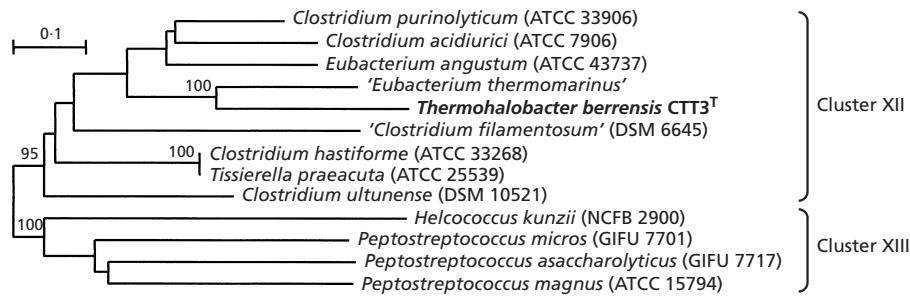 Clostridium purinolyticum (ATCC 33906)
0·1
Clostridium acidiurici (ATCC 7906)
Eubacterium angustum (ATCC 43737)
100
'Eubacterium thermomarinus'
Thermohalobacter berrensis CTT3T
Cluster XII
'Clostridium filamentosum' (DSM 6645)
95
100
Clostridium hastiforme (ATCC 33268)
Tissierella praeacuta (ATCC 25539)
Clostridium ultunense (DSM 10521)
100
Helcococcus kunzii (NCFB 2900)
Peptostreptococcus micros (GIFU 7701)
Cluster XIII
Peptostreptococcus asaccharolyticus (GIFU 7717)
Peptostreptococcus magnus (ATCC 15794)